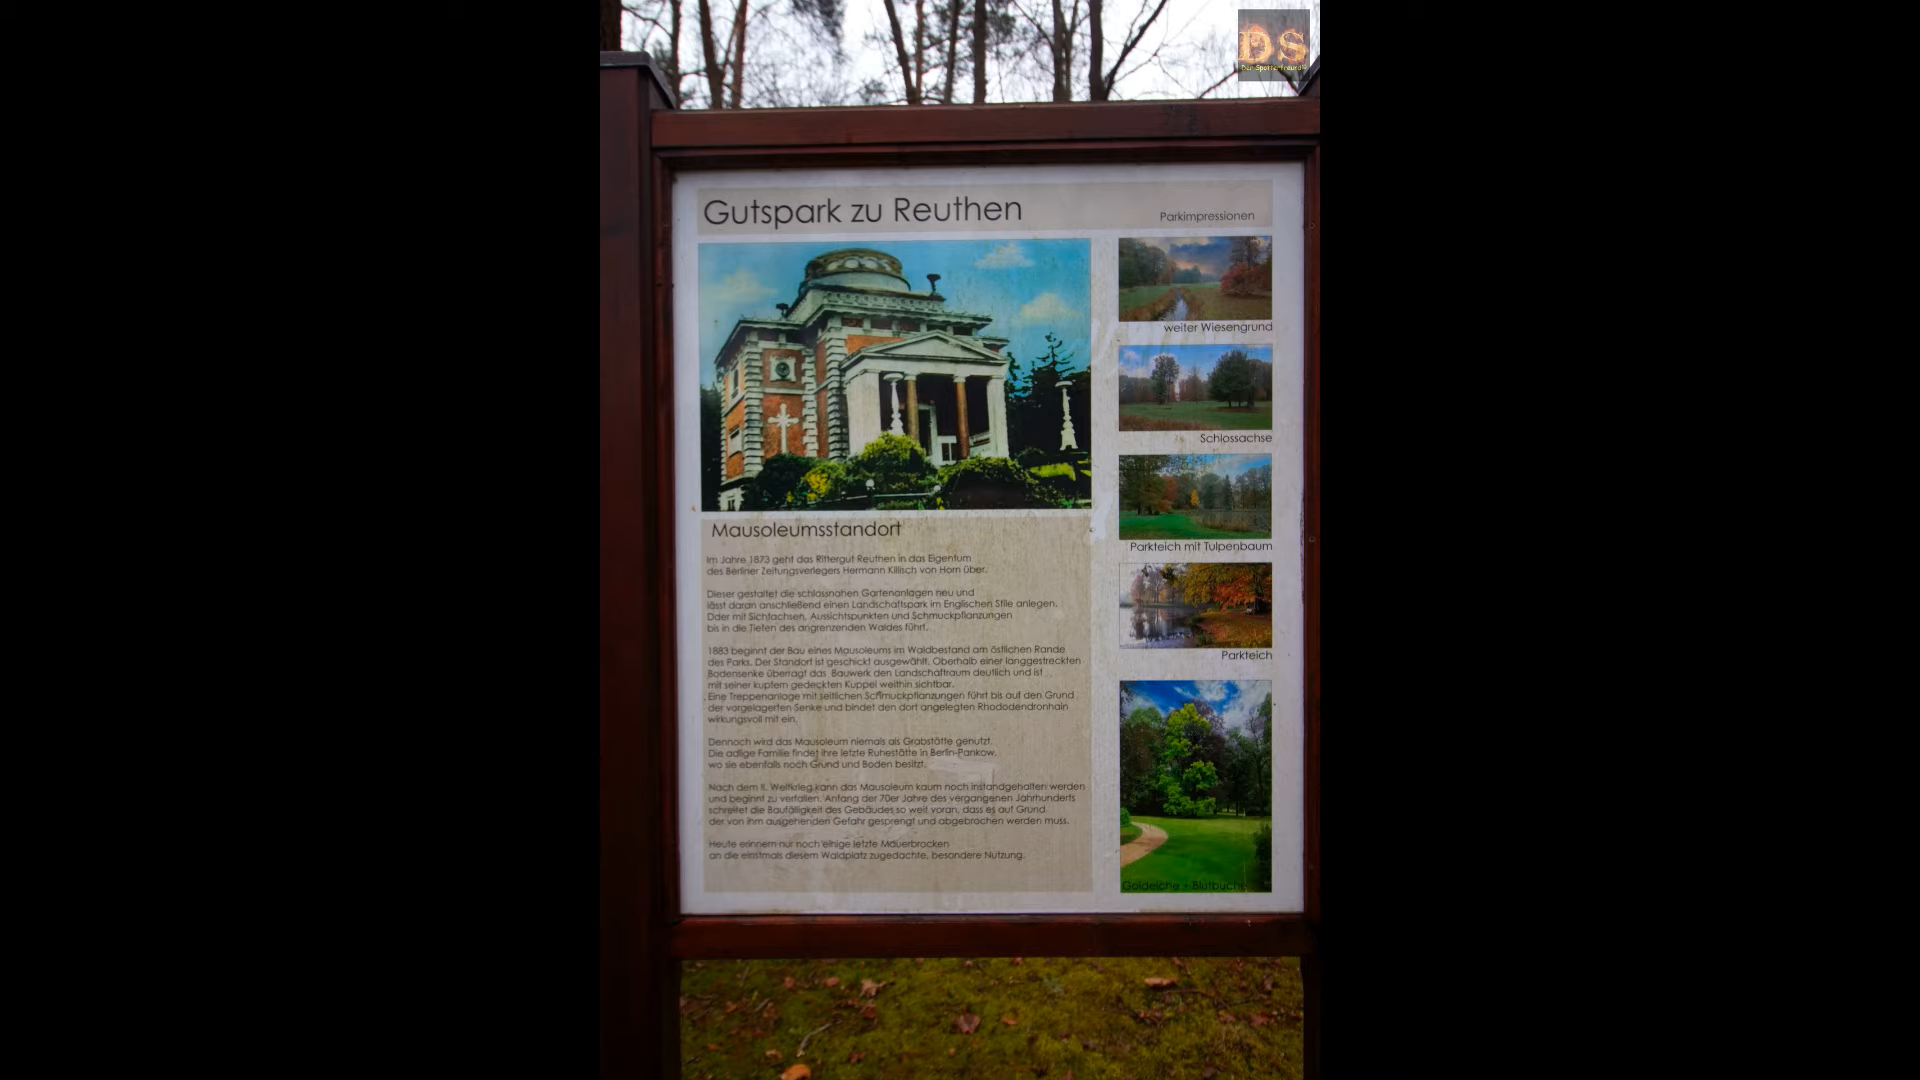 DS
Der Spotterfreund
Gutspark zu Reuthen
Parkimpressionen
weiter Wiesengrund
Schlossachse
Parkteich mit Tulpenbaum
Parkteich
Goldeiche + Blutbuche
Mausoleumsstandort
Im Jahre 1873 geht das Rittergut Reuthen in das Eigentum
des Berliner Zeitungsverlegers Hermann Killisch von Horn über.
Dieser gestaltet die schlossnahen Gartenanlagen neu und
lässt daran anschließend einen Landschaftspark im Englischen Stile anlegen.
Dder mit Sichtachsen, Aussichtspunkten und Schmuckpflanzungen
bis in die Tiefen des angrenzenden Waldes führt.
1883 beginnt der Bau eines Mausoleums im Waldbestand am östlichen Rande
des Parks. Der Standort ist geschickt ausgewählt. Oberhalb einer langgestreckten
Bodensenke überragt das Bauwerk den Landschaftraum deutlich und ist
mit seiner kupfern gedeckten Kuppel weithin sichtbar.
Eine Treppenanlage mit seitlichen Schmuckpflanzungen führt bis auf den Grund
der vorgelagerten Senke und bindet den dort angelegten Rhododendronhain
wirkungsvoll mit ein.
Dennoch wird das Mausoleum niemals als Grabstätte genutzt.
Die adlige Familie findet ihre letzte Ruhestätte in Berlin-Pankow,
wo sie ebenfalls noch Grund und Boden besitzt.
Nach dem II. Weltkrieg kann das Mausoleum kaum noch instandgehalten werden
und beginnt zu verfallen. Anfang der 70er Jahre des vergangenen Jahrhunderts
schreitet die Baufälligkeit des Gebäudes so weit voran, dass es auf Grund
der von ihm ausgehenden Gefahr gesprengt und abgebrochen werden muss.
Heute erinnern nur noch einige letzte Mauerbrocken
an die einstmals diesem Waldplatz zugedachte, besondere Nutzung.